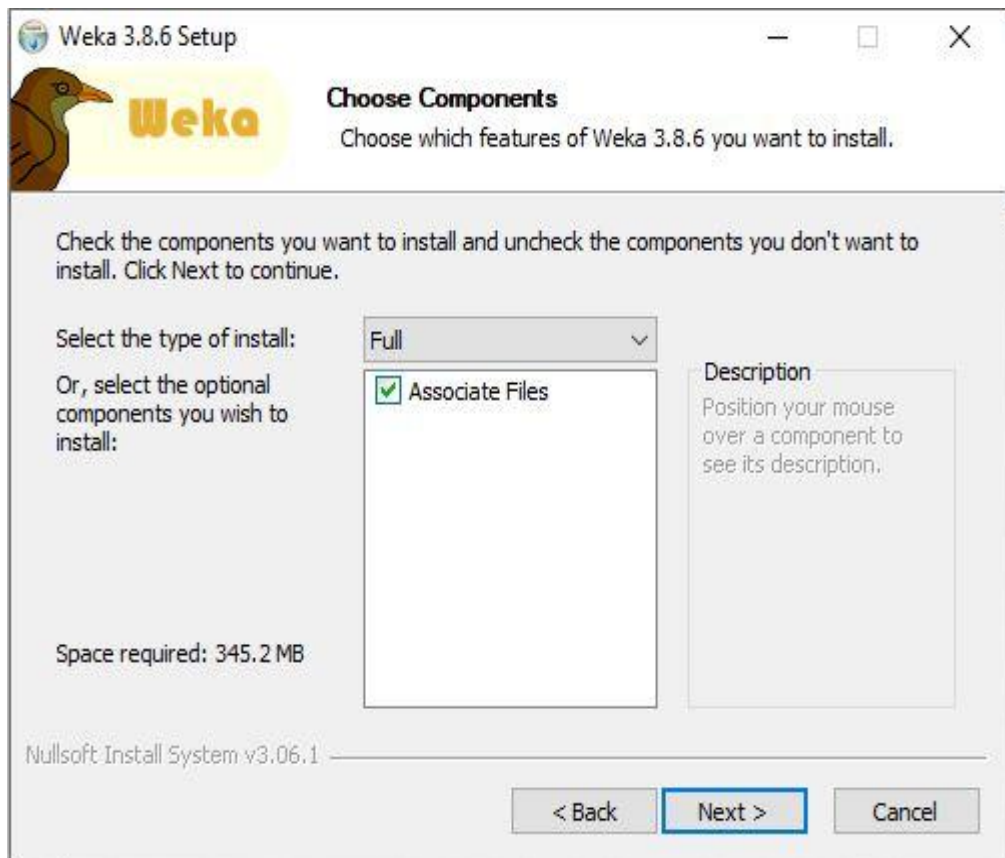 Weka 3.8.6 Setup
Weka
Choose Components
Choose which features of Weka 3.8.6 you want to install.
Check the components you want to install and uncheck the components you don't want to
install. Click Next to continue.
Select the type of install:
Full
Or, select the optional
components you wish to
install:
Associate Files
Description
Position your mouse
over a component to
see its description.
Space required: 345.2 MB
Nullsoft Install System v3.06.1
< Back
Next >
Cancel